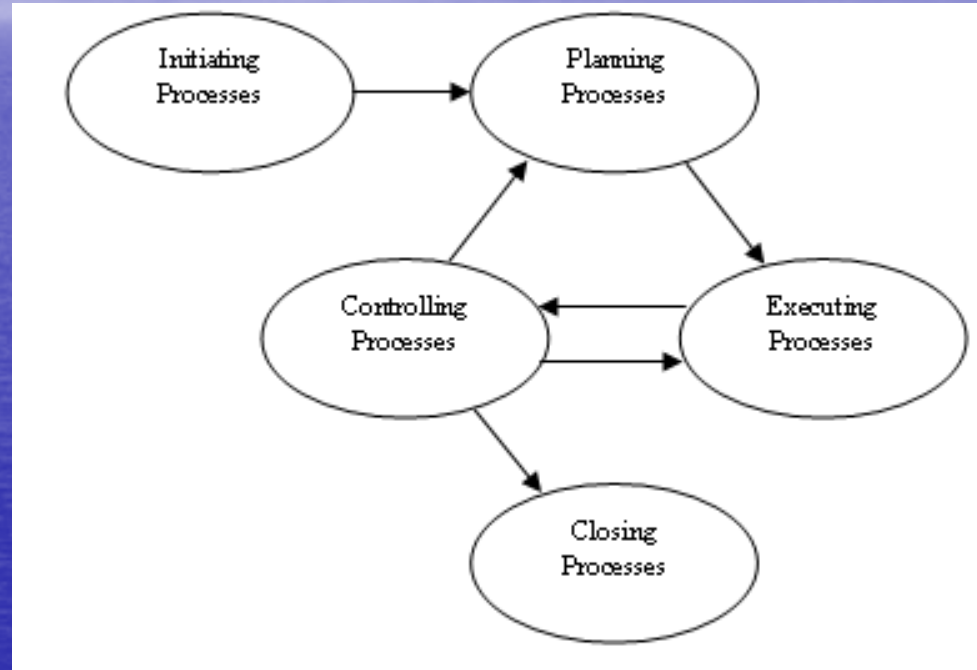 Initiating
Processes
Planning
Processes
Controlling
Processes
Executing
Processes
Closing
Processes